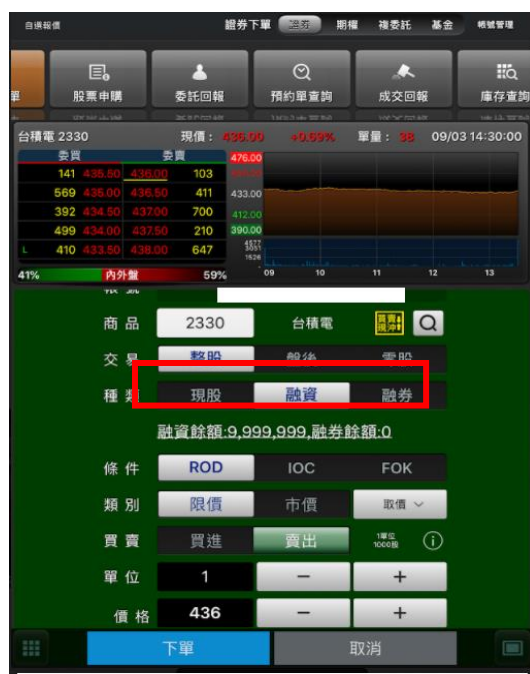 自選報價 證券下單 證券 期權 複委託 基金 帳號管理
單 股票申購 委託回報 預約單查詢 成交回報 庫存查詢
台積電 2330 現價： 436.00 +0.69% 單量： 38 09/03 14:30:00
委買 委賣 476.00
141 435.50 436.00 103
569 435.00 436.50 411 433.00
392 434.50 437.00 700 412.00
499 434.00 437.50 210 390.00
L 410 433.50 438.00 647 4577
3051
1526
41% 內外盤 59% 09 10 11 12 13
商品 2330 台積電
交易 整股 盤後 零股
種類 現股 融資 融券
融資餘額:9,999,999,融券餘額:0
條件 ROD IOC FOK
類別 限價 市價 取價
買賣 買進 賣出 1單位
1000股
單位 1 − +
價格 436 − +
下單 取消